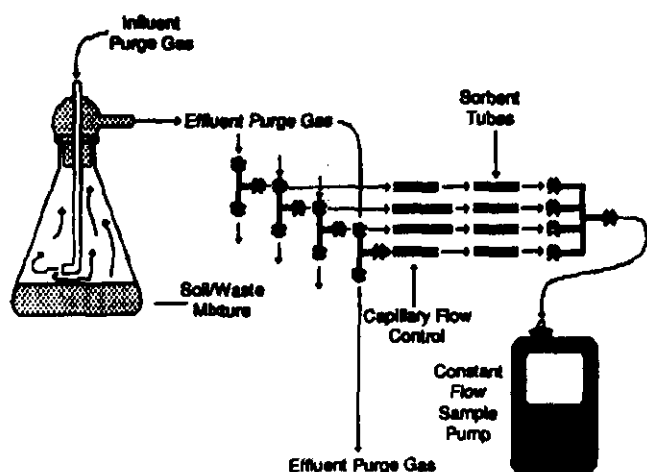 Influent
Purge Gas
Effluent Purge Gas
Sorbent
Tubes
Soil/Waste
Mixture
Capillary Flow
Control
Constant
Flow
Sample
Pump
Effluent Purge Gas